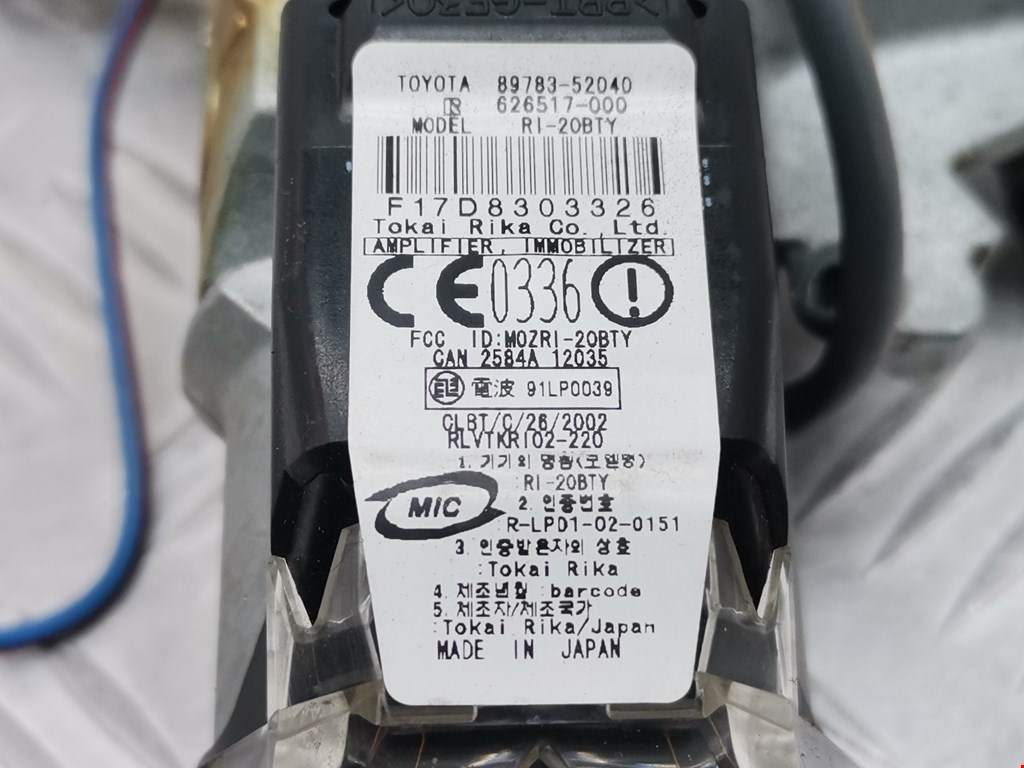 >PBT-GF30<
TOYOTA 89783-52040
R 626517-000
MODEL RI-20BTY
F17D8303326
Tokai Rika Co., Ltd.
AMPLIFIER, IMMOBILIZER
CE0336
FCC ID:MOZRI-20BTY
CAN 2584A 12035
電波 91LP0039
CLBT/C/26/2002
RLVTKRI02-220
1. 기기의 명칭(모델명)
:RI-20BTY
MIC
2. 인증번호
:R-LPD1-02-0151
3. 인증받은자의 상호
:Tokai Rika
4. 제조년월 :barcode
5. 제조자/제조국가
:Tokai Rika/Japan
MADE IN JAPAN